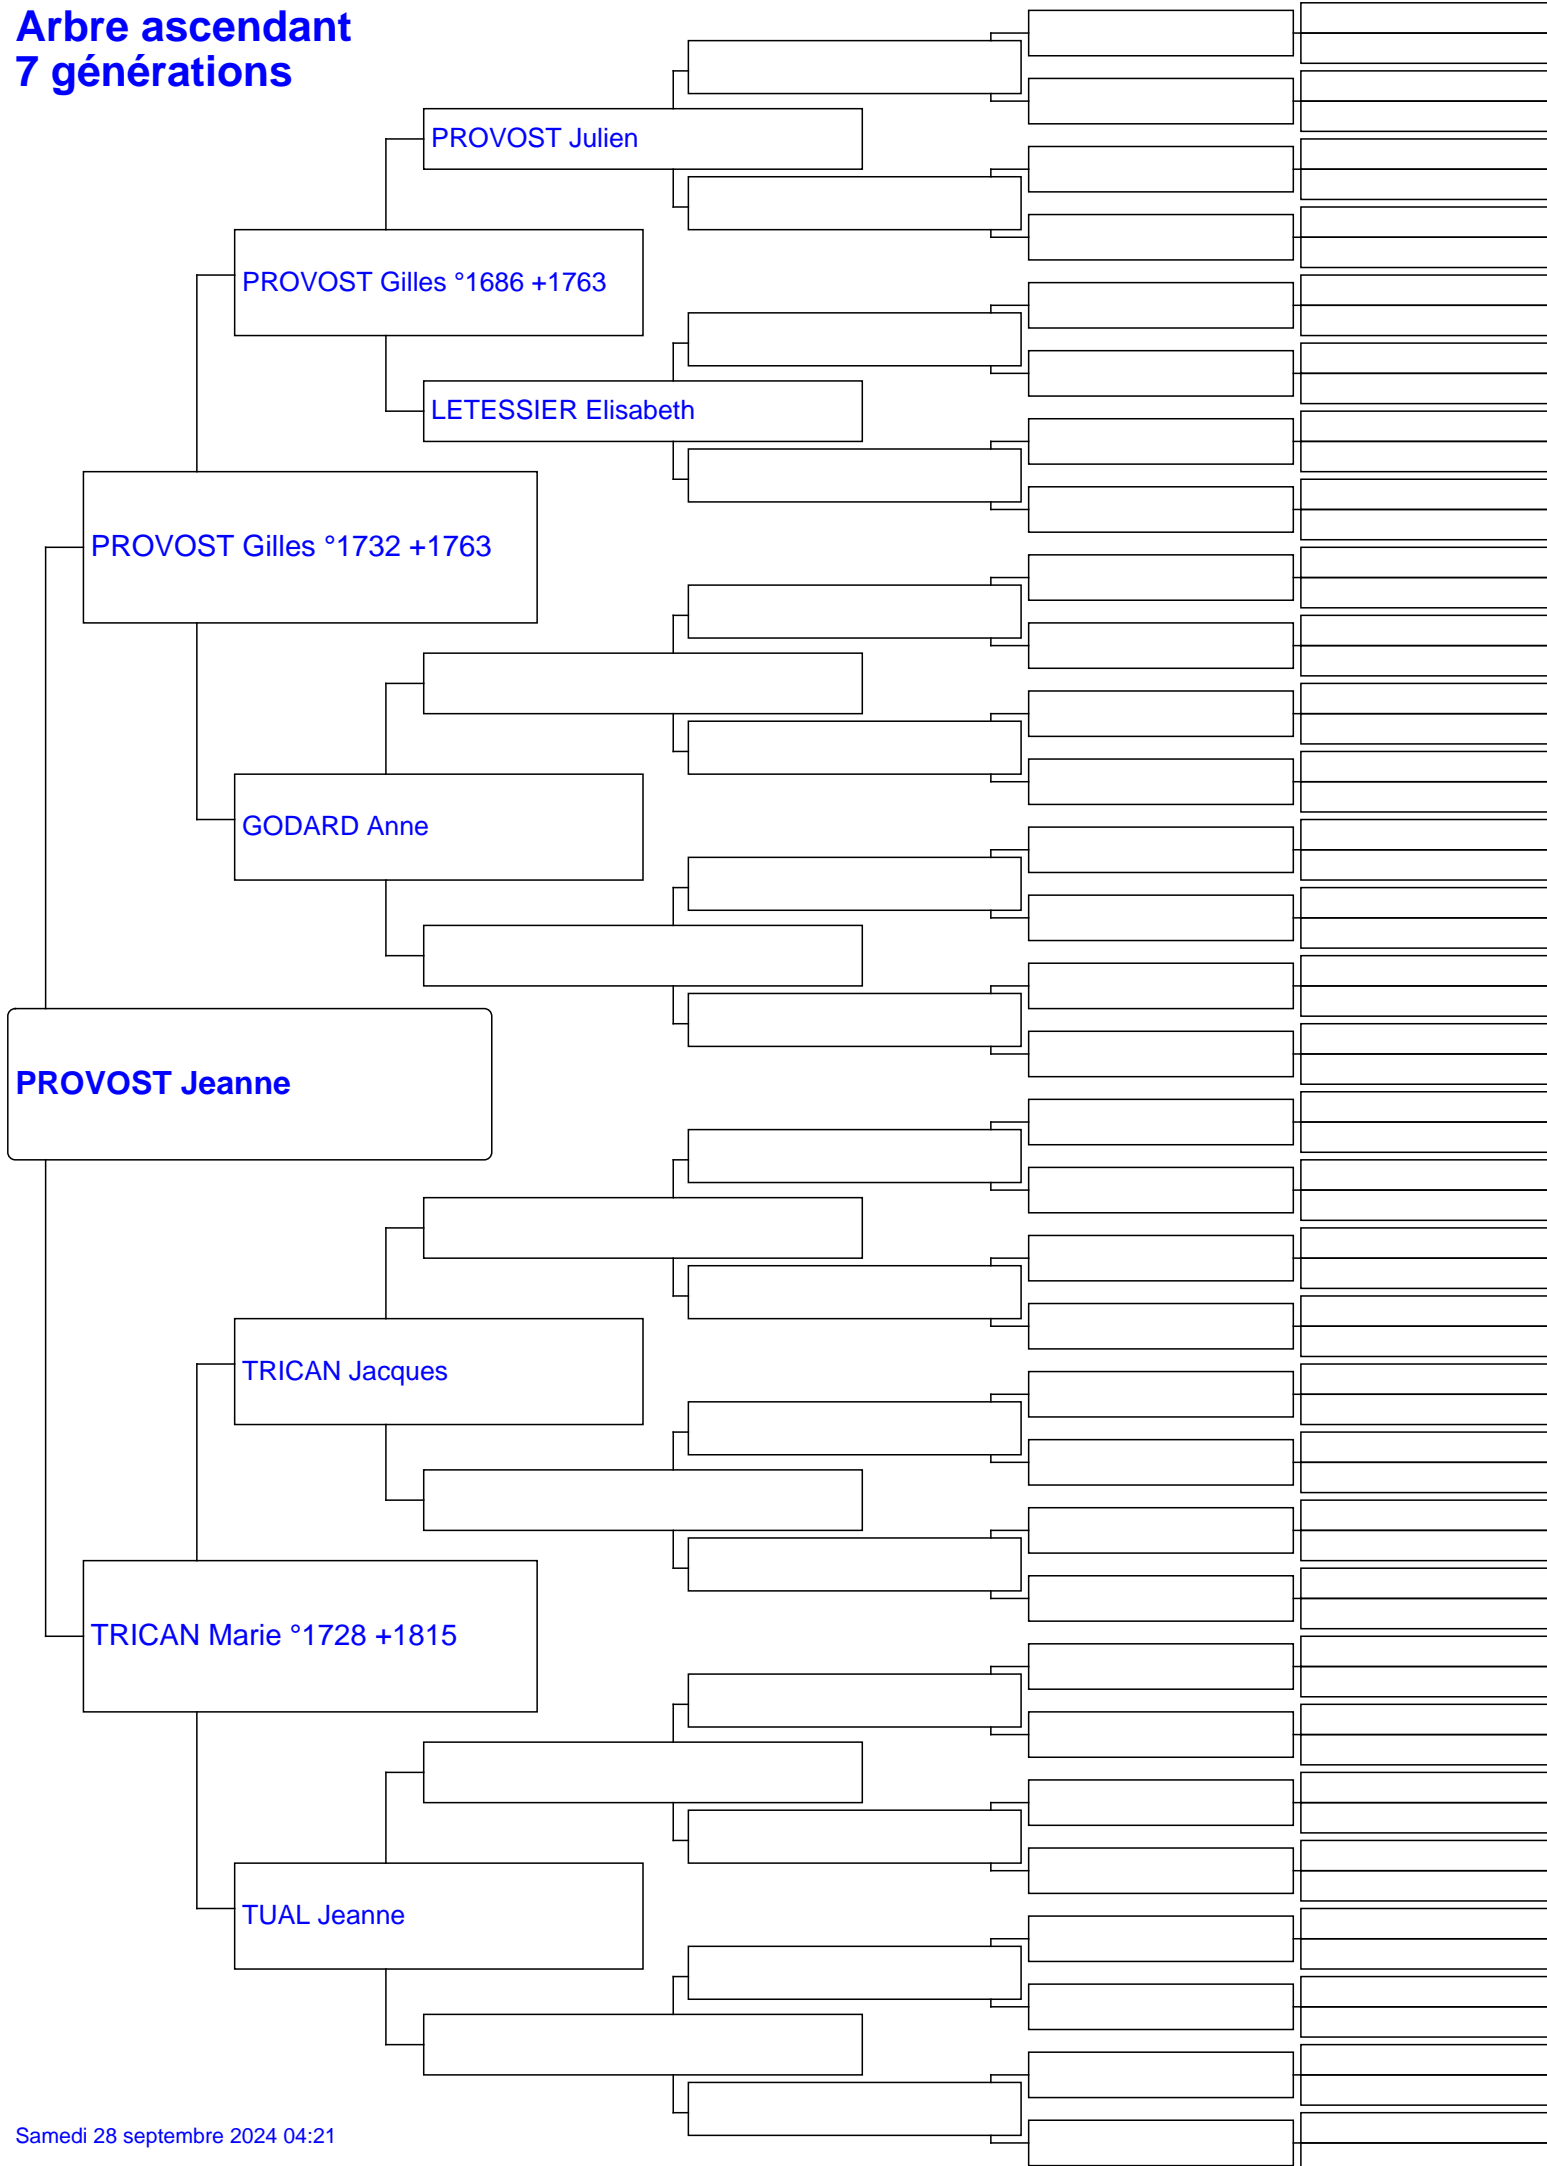 Arbre ascendant
7 générations
PROVOST Julien
PROVOST Gilles °1686 +1763
LETESSIER Elisabeth
PROVOST Gilles °1732 +1763
GODARD Anne
PROVOST Jeanne
TRICAN Jacques
TRICAN Marie °1728 +1815
TUAL Jeanne
Samedi 28 septembre 2024 04:21